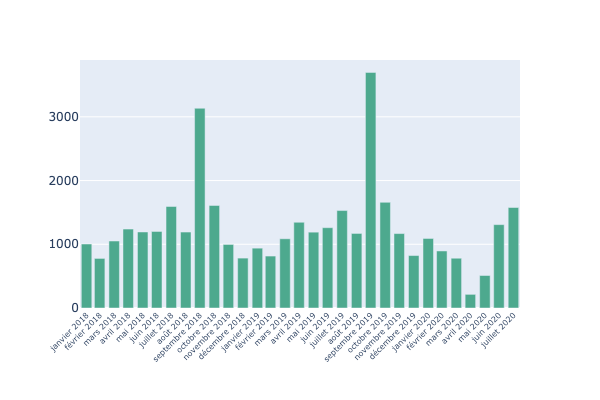 3000
2000
1000
0
janvier 2018
février 2018
mars 2018
avril 2018
mai 2018
juin 2018
juillet 2018
août 2018
septembre 2018
octobre 2018
novembre 2018
décembre 2018
janvier 2019
février 2019
mars 2019
avril 2019
mai 2019
juin 2019
juillet 2019
août 2019
septembre 2019
octobre 2019
novembre 2019
décembre 2019
janvier 2020
février 2020
mars 2020
avril 2020
mai 2020
juin 2020
juillet 2020